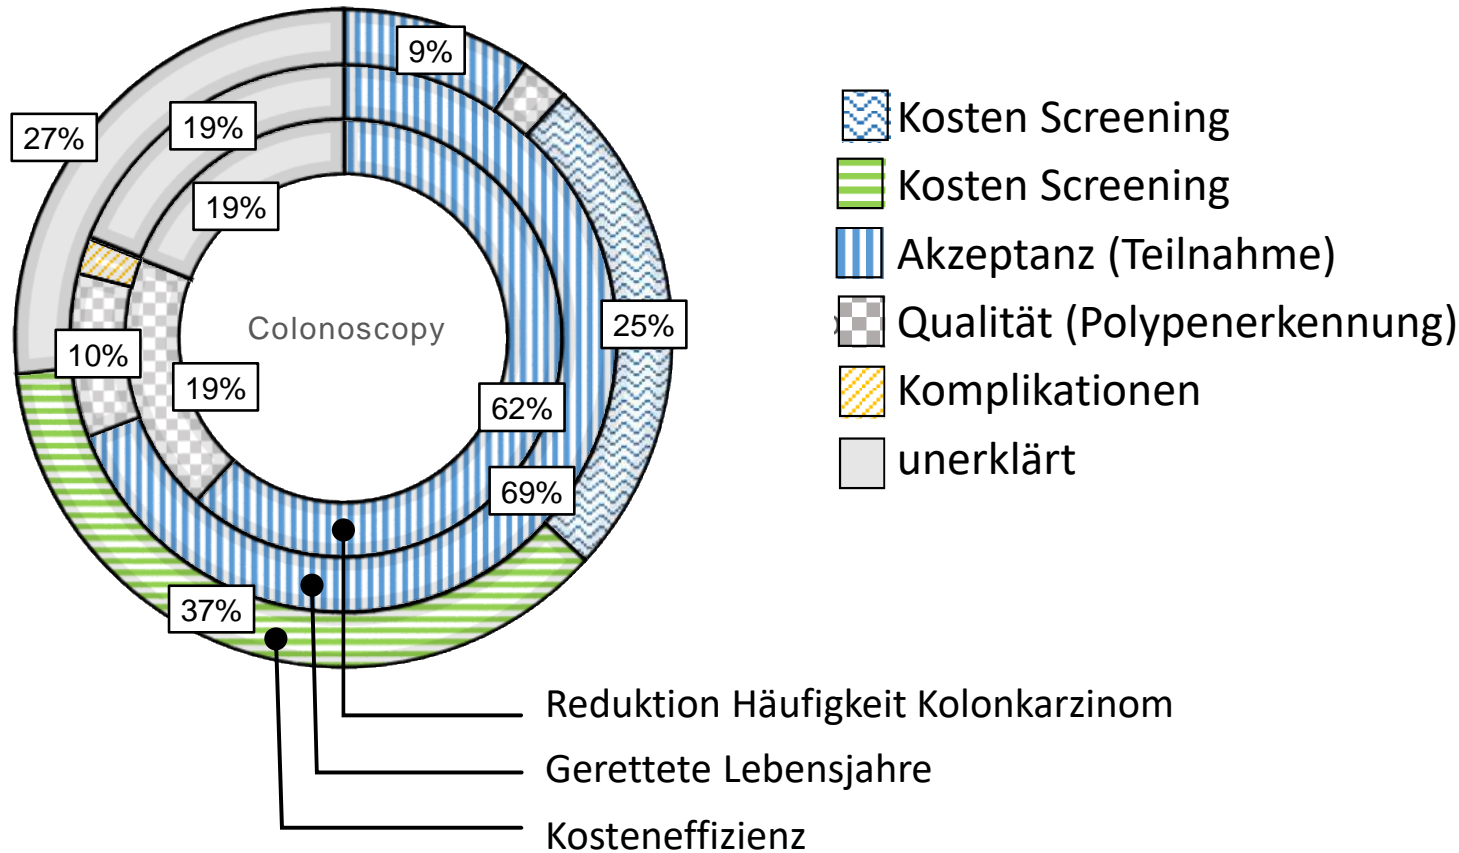 9%
27%
19%
19%
Colonoscopy
25%
10%
19%
62%
69%
37%
Kosten Screening
Kosten Screening
Akzeptanz (Teilnahme)
Qualität (Polypenerkennung)
Komplikationen
unerklärt
Reduktion Häufigkeit Kolonkarzinom
Gerettete Lebensjahre
Kosteneffizienz